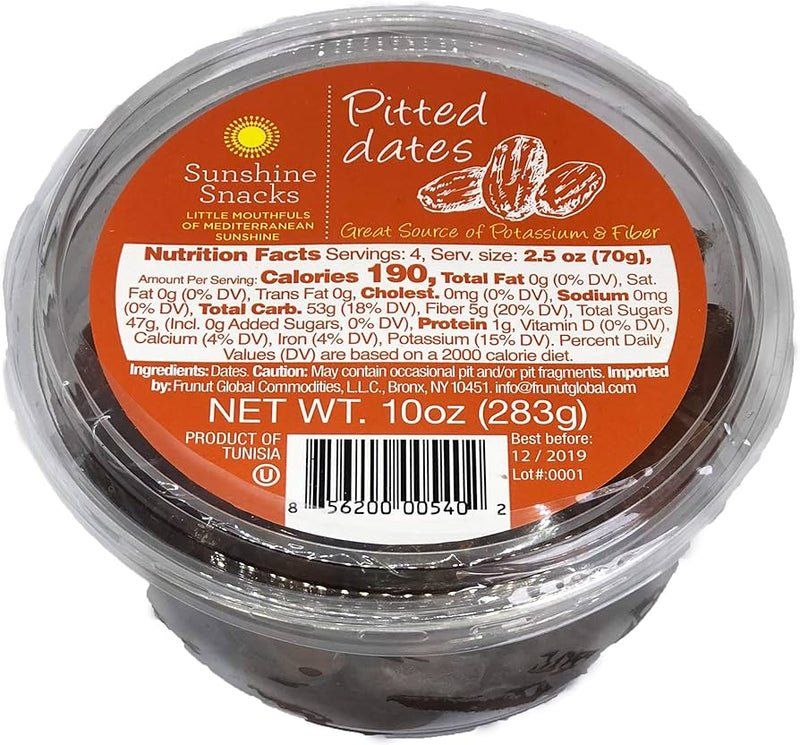 Pitted
dates
Sunshine
Snacks
LITTLE MOUTHFULS
OF MEDITERRANEAN
SUNSHINE
Great Source of Potassium & Fiber
Nutrition Facts Servings: 4, Serv. size: 2.5 oz (70g),
Amount Per Serving: Calories 190, Total Fat 0g (0% DV), Sat.
Fat 0g (0% DV), Trans Fat 0g, Cholest. 0mg (0% DV), Sodium 0mg
(0% DV), Total Carb. 53g (18% DV), Fiber 5g (20% DV), Total Sugars
47g, (Incl. 0g Added Sugars, 0% DV), Protein 1g, Vitamin D (0% DV),
Calcium (4% DV), Iron (4% DV), Potassium (15% DV). Percent Daily
Values (DV) are based on a 2000 calorie diet.
Ingredients: Dates. Caution: May contain occasional pit and/or pit fragments. Imported
by: Frunut Global Commodities, L.L.C., Bronx, NY 10451. info@frunutglobal.com
NET WT. 10oz (283g)
PRODUCT OF
TUNISIA
U
Best before:
12 / 2019
Lot#:0001
8 56200 00540 2